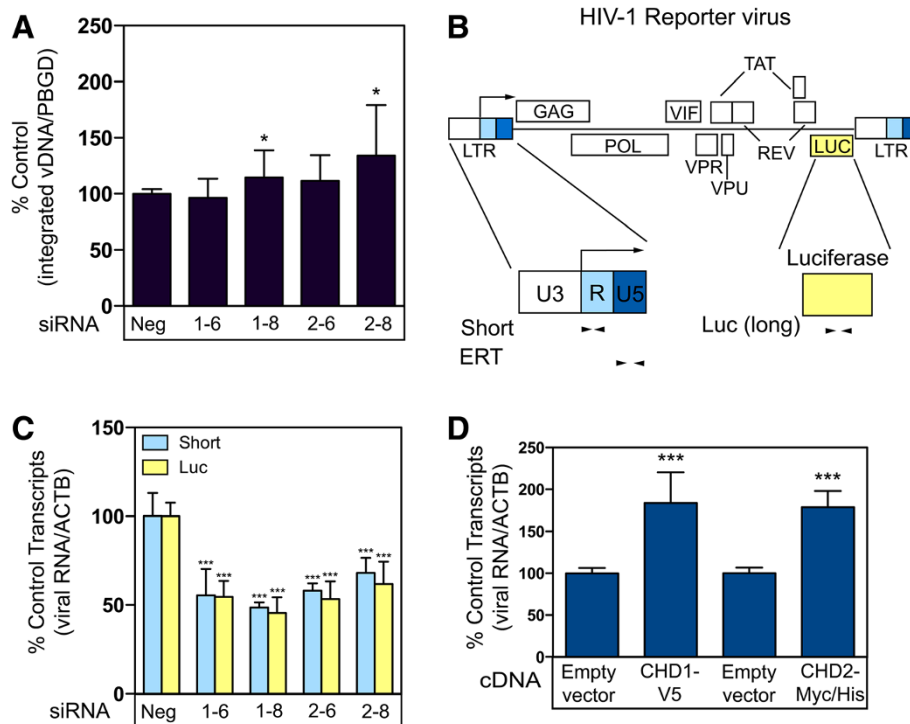 A
% Control
(integrated vDNA/PBGD)
250
200
150
100
50
0
*
*
siRNA
Neg 1-6 1-8 2-6 2-8
B
HIV-1 Reporter virus
TAT
GAG
VIF
LTR
POL
VPR
VPU
REV
LUC
LTR
Luciferase
U3 R U5
Short
ERT
Luc (long)
C
% Control Transcripts
(viral RNA/ACTB)
150
100
50
0
Short
Luc
*** *** *** *** *** *** *** ***
siRNA
Neg 1-6 1-8 2-6 2-8
D
% Control Transcripts
(viral RNA/ACTB)
250
200
150
100
50
0
***
***
cDNA
Empty vector
CHD1-V5
Empty vector
CHD2-Myc/His